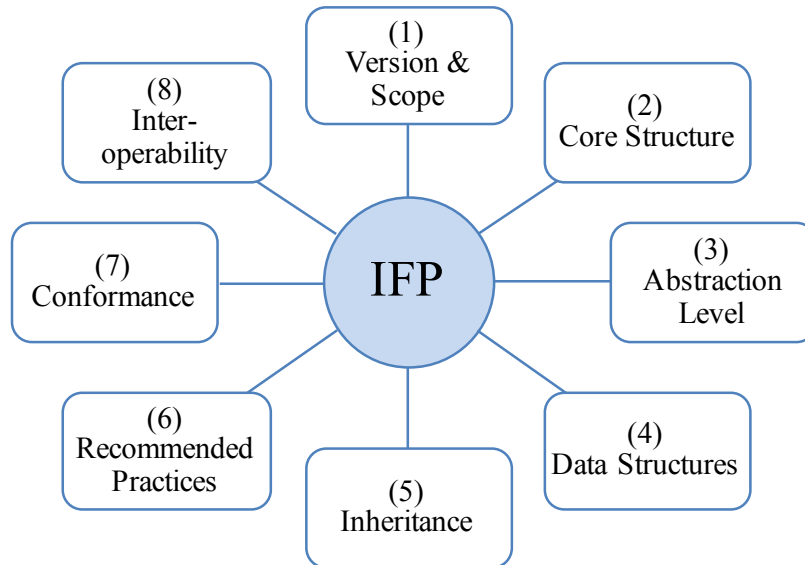 (1)
Version &
Scope
(2)
Core Structure
(3)
Abstraction
Level
(4)
Data Structures
(5)
Inheritance
(6)
Recommended
Practices
(7)
Conformance
(8)
Inter-
operability
IFP